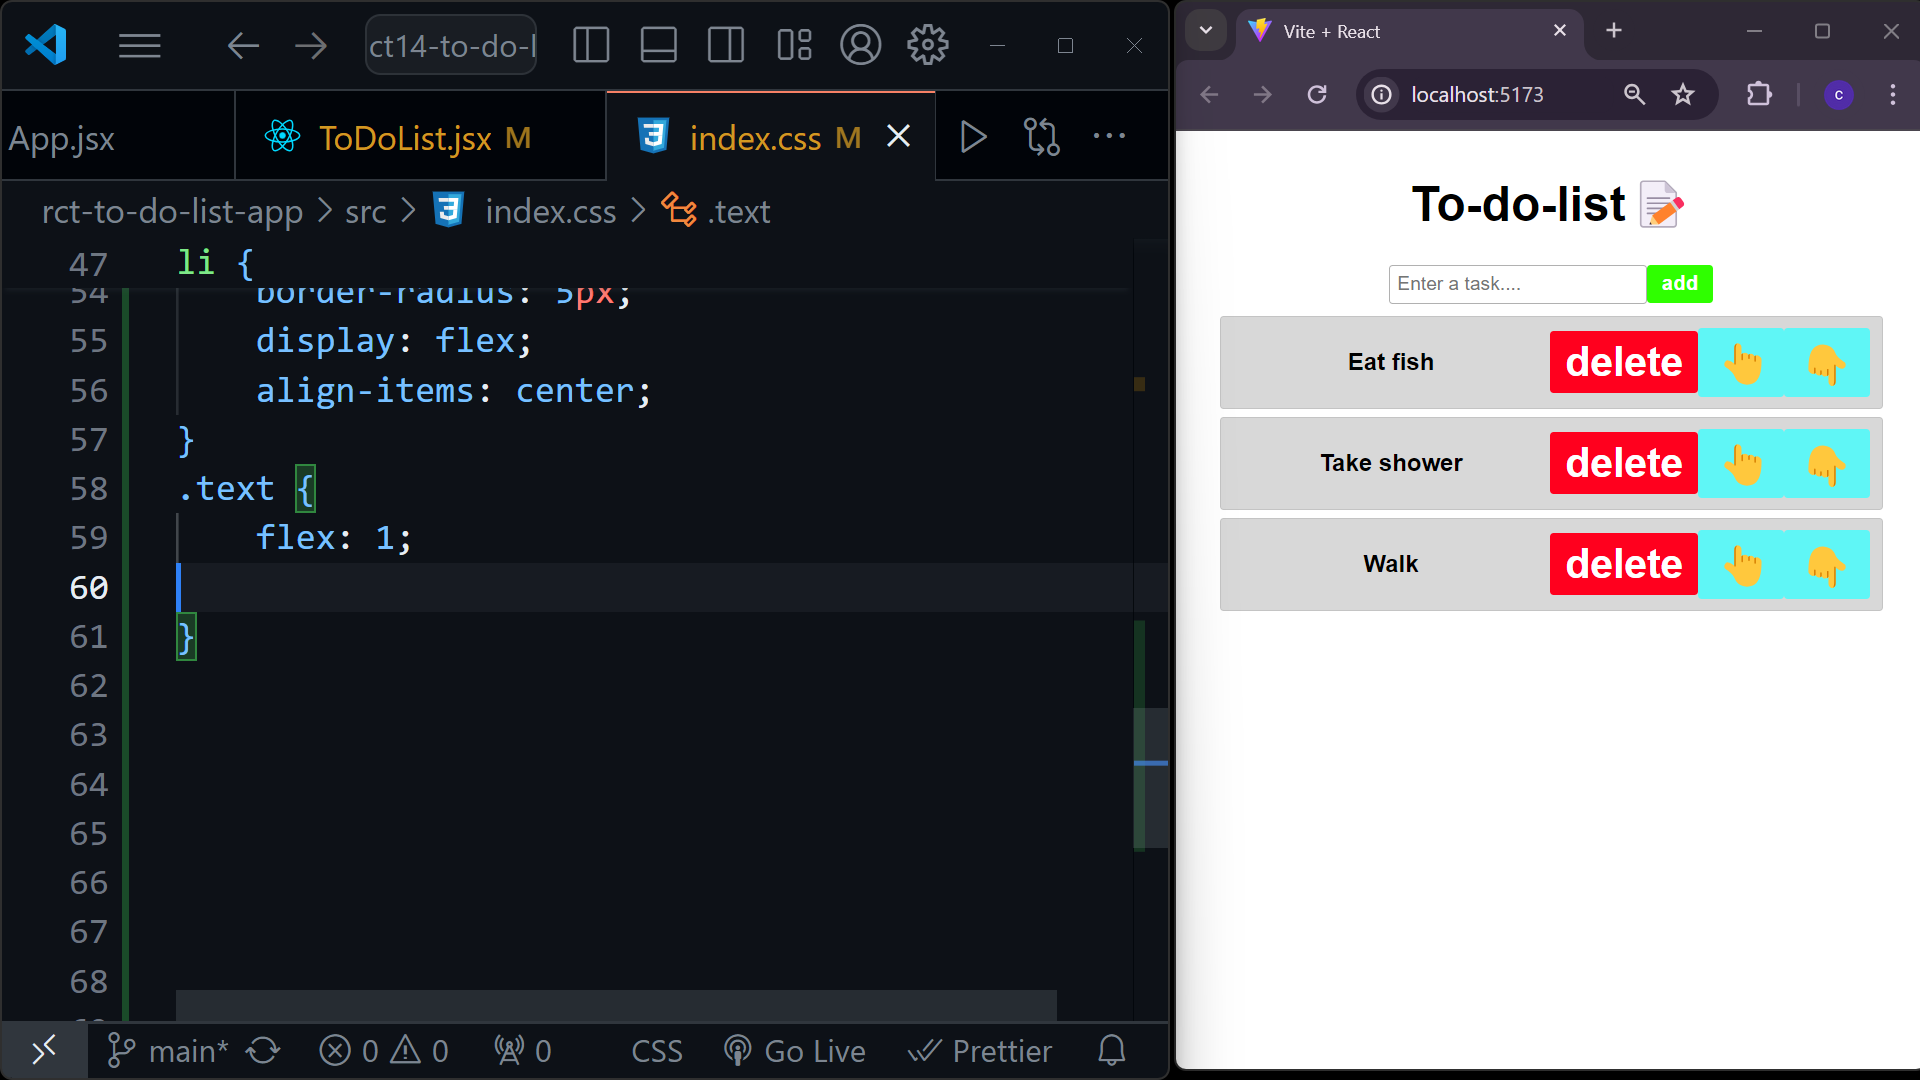 ct14-to-do-l
App.jsx
ToDoList.jsx M
index.css M
rct-to-do-list-app > src > index.css > .text
47 li {
54 border-radius: 5px;
55 display: flex;
56 align-items: center;
57 }
58 .text {
59 flex: 1;
60
61 }
62
63
64
65
66
67
68
main* 0 0 0 CSS Go Live Prettier
Vite + React
localhost:5173
c
To-do-list
Enter a task.... add
Eat fish delete
Take shower delete
Walk delete